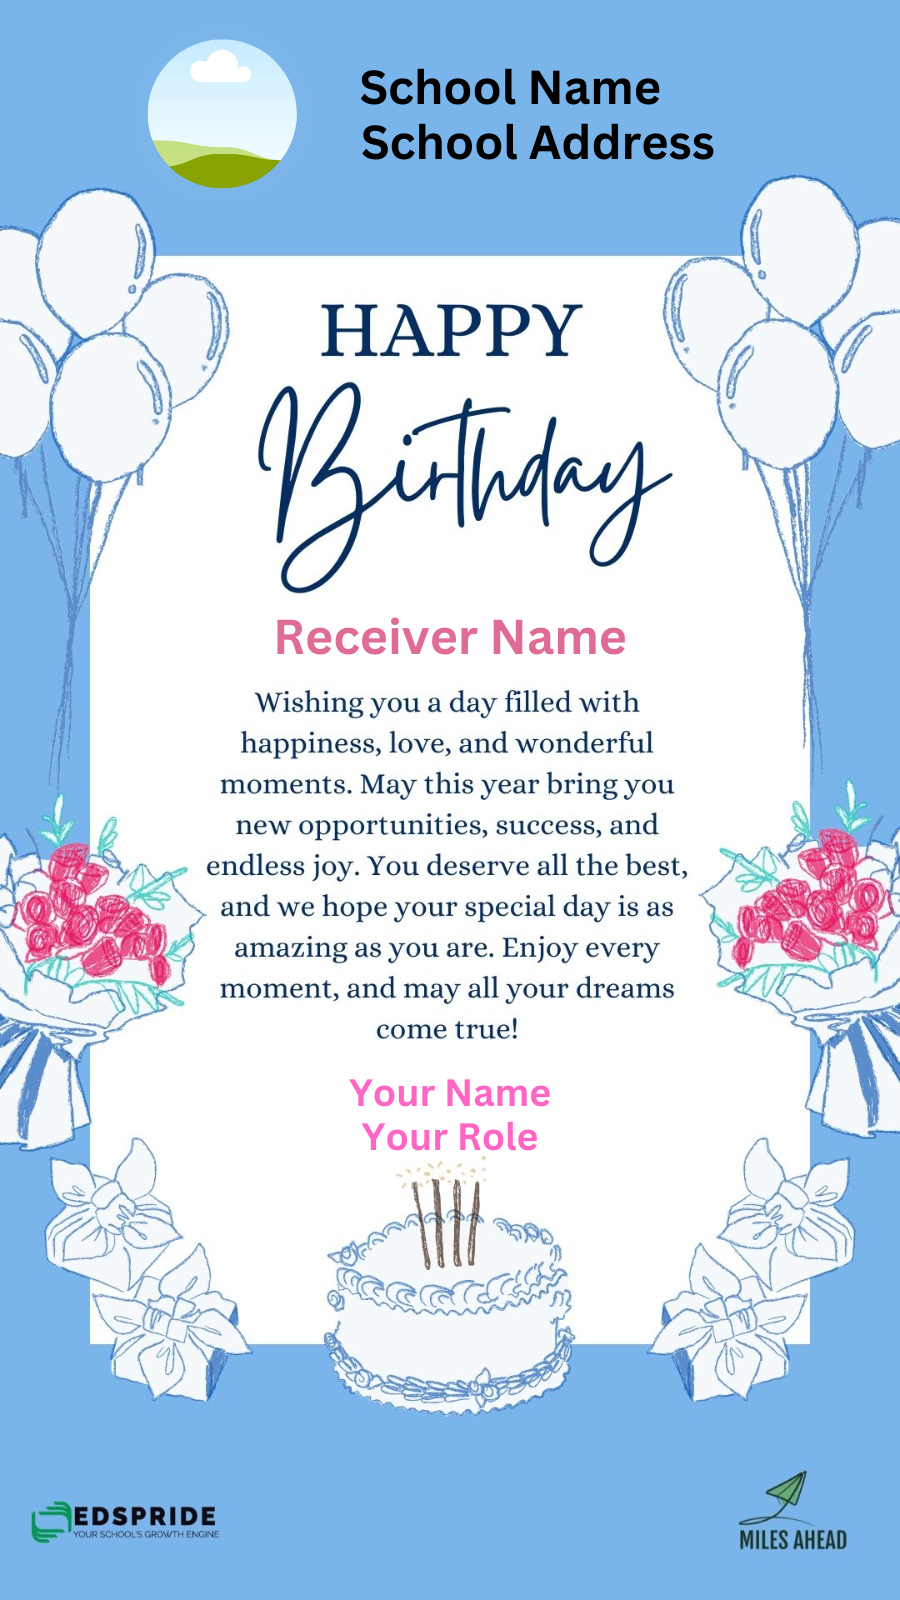 School Name
School Address
HAPPY
Birthday
Receiver Name
Wishing you a day filled with
happiness, love, and wonderful
moments. May this year bring you
new opportunities, success, and
endless joy. You deserve all the best,
and we hope your special day is as
amazing as you are. Enjoy every
moment, and may all your dreams
come true!
Your Name
Your Role
EDSPRIDE
YOUR SCHOOL'S GROWTH ENGINE
MILES AHEAD